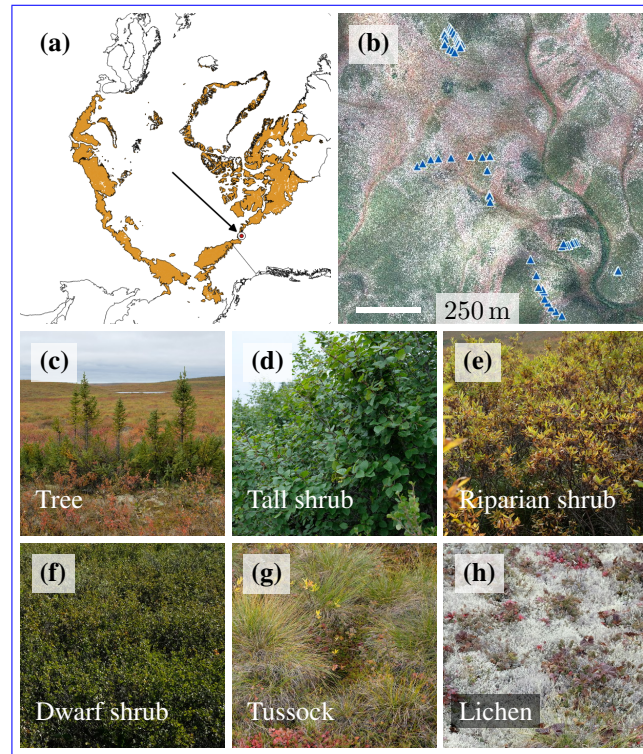 (a)
(b)
250 m
(c)
Tree
(d)
Tall shrub
(e)
Riparian shrub
(f)
Dwarf shrub
(g)
Tussock
(h)
Lichen